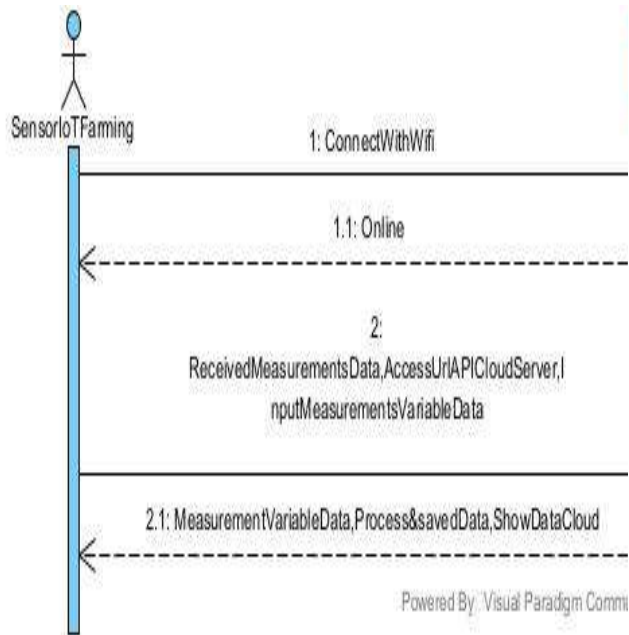 SensorIoTFarming
1: ConnectWithWifi
1.1: Online
2:
ReceivedMeasurementsData,AccessUrlAPICloudServer,I
nputMeasurementsVariableData
2.1: MeasurementVariableData,Process&savedData,ShowDataCloud
Powered By Visual Paradigm Commu